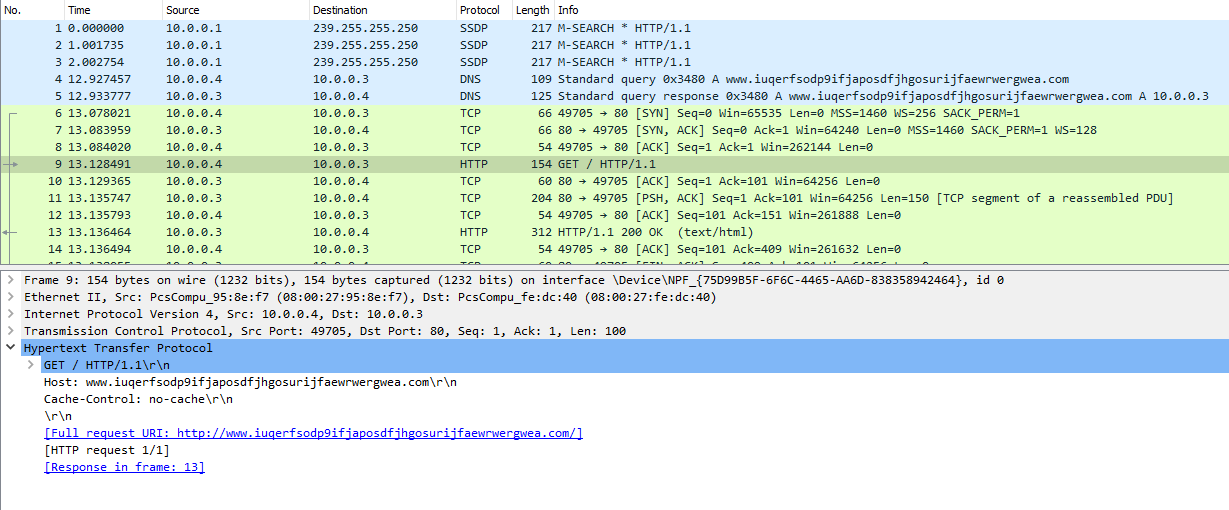 No. Time Source Destination Protocol Length Info
1 0.000000 10.0.0.1 239.255.255.250 SSDP 217 M-SEARCH * HTTP/1.1
2 1.001735 10.0.0.1 239.255.255.250 SSDP 217 M-SEARCH * HTTP/1.1
3 2.002754 10.0.0.1 239.255.255.250 SSDP 217 M-SEARCH * HTTP/1.1
4 12.927457 10.0.0.4 10.0.0.3 DNS 109 Standard query 0x3480 A www.iuqerfsodp9ifjaposdfjhgosurijfaewrwergwea.com
5 12.933777 10.0.0.3 10.0.0.4 DNS 125 Standard query response 0x3480 A www.iuqerfsodp9ifjaposdfjhgosurijfaewrwergwea.com A 10.0.0.3
6 13.078021 10.0.0.4 10.0.0.3 TCP 66 49705 → 80 [SYN] Seq=0 Win=65535 Len=0 MSS=1460 WS=256 SACK_PERM=1
7 13.083959 10.0.0.3 10.0.0.4 TCP 66 80 → 49705 [SYN, ACK] Seq=0 Ack=1 Win=64240 Len=0 MSS=1460 SACK_PERM=1 WS=128
8 13.084020 10.0.0.4 10.0.0.3 TCP 54 49705 → 80 [ACK] Seq=1 Ack=1 Win=262144 Len=0
9 13.128491 10.0.0.4 10.0.0.3 HTTP 154 GET / HTTP/1.1
10 13.129365 10.0.0.3 10.0.0.4 TCP 60 80 → 49705 [ACK] Seq=1 Ack=101 Win=64256 Len=0
11 13.135747 10.0.0.3 10.0.0.4 TCP 204 80 → 49705 [PSH, ACK] Seq=1 Ack=101 Win=64256 Len=150 [TCP segment of a reassembled PDU]
12 13.135793 10.0.0.4 10.0.0.3 TCP 54 49705 → 80 [ACK] Seq=101 Ack=151 Win=261888 Len=0
13 13.136464 10.0.0.3 10.0.0.4 HTTP 312 HTTP/1.1 200 OK (text/html)
14 13.136494 10.0.0.4 10.0.0.3 TCP 54 49705 → 80 [ACK] Seq=101 Ack=409 Win=261632 Len=0
Frame 9: 154 bytes on wire (1232 bits), 154 bytes captured (1232 bits) on interface \Device\NPF_{75D99B5F-6F6C-4465-AA6D-838358942464}, id 0
Ethernet II, Src: PcsCompu_95:8e:f7 (08:00:27:95:8e:f7), Dst: PcsCompu_fe:dc:40 (08:00:27:fe:dc:40)
Internet Protocol Version 4, Src: 10.0.0.4, Dst: 10.0.0.3
Transmission Control Protocol, Src Port: 49705, Dst Port: 80, Seq: 1, Ack: 1, Len: 100
Hypertext Transfer Protocol
GET / HTTP/1.1\r\n
Host: www.iuqerfsodp9ifjaposdfjhgosurijfaewrwergwea.com\r\n
Cache-Control: no-cache\r\n
\r\n
[Full request URI: http://www.iuqerfsodp9ifjaposdfjhgosurijfaewrwergwea.com/]
[HTTP request 1/1]
[Response in frame: 13]